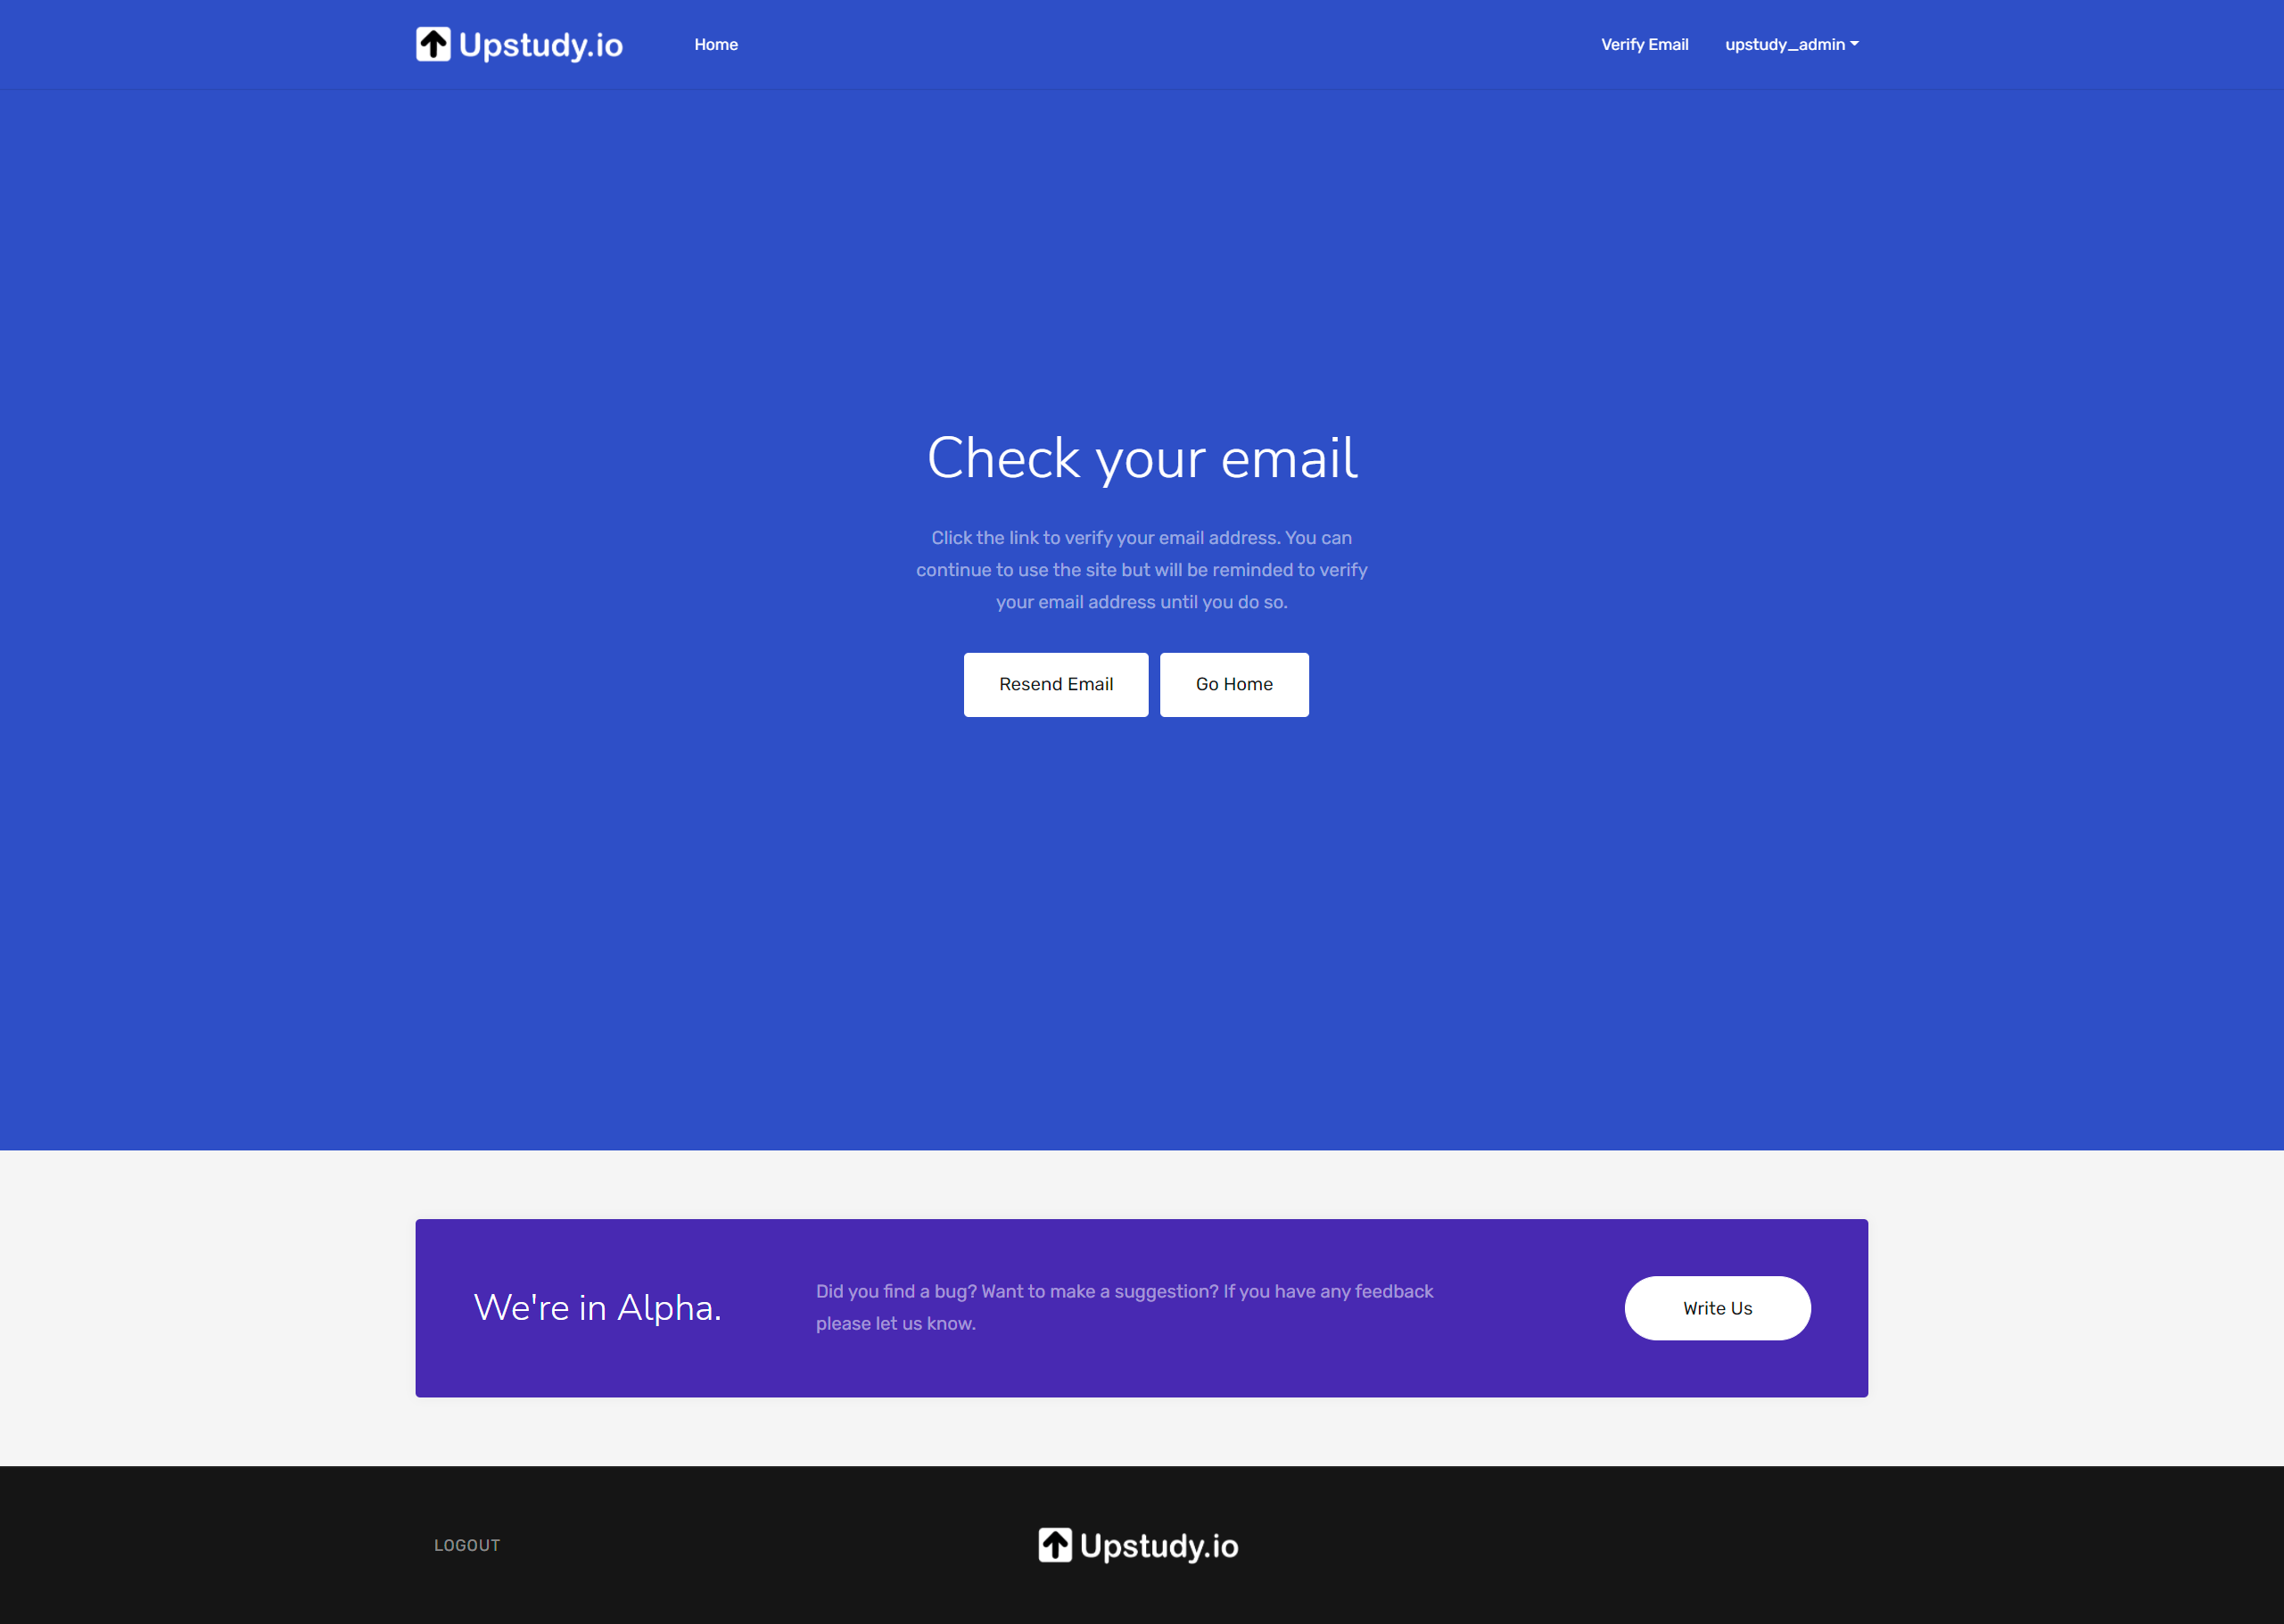 Upstudy.io
Home
Verify Email
upstudy_admin
Check your email
Click the link to verify your email address. You can
continue to use the site but will be reminded to verify
your email address until you do so.
Resend Email
Go Home
We're in Alpha.
Did you find a bug? Want to make a suggestion? If you have any feedback
please let us know.
Write Us
LOGOUT
Upstudy.io